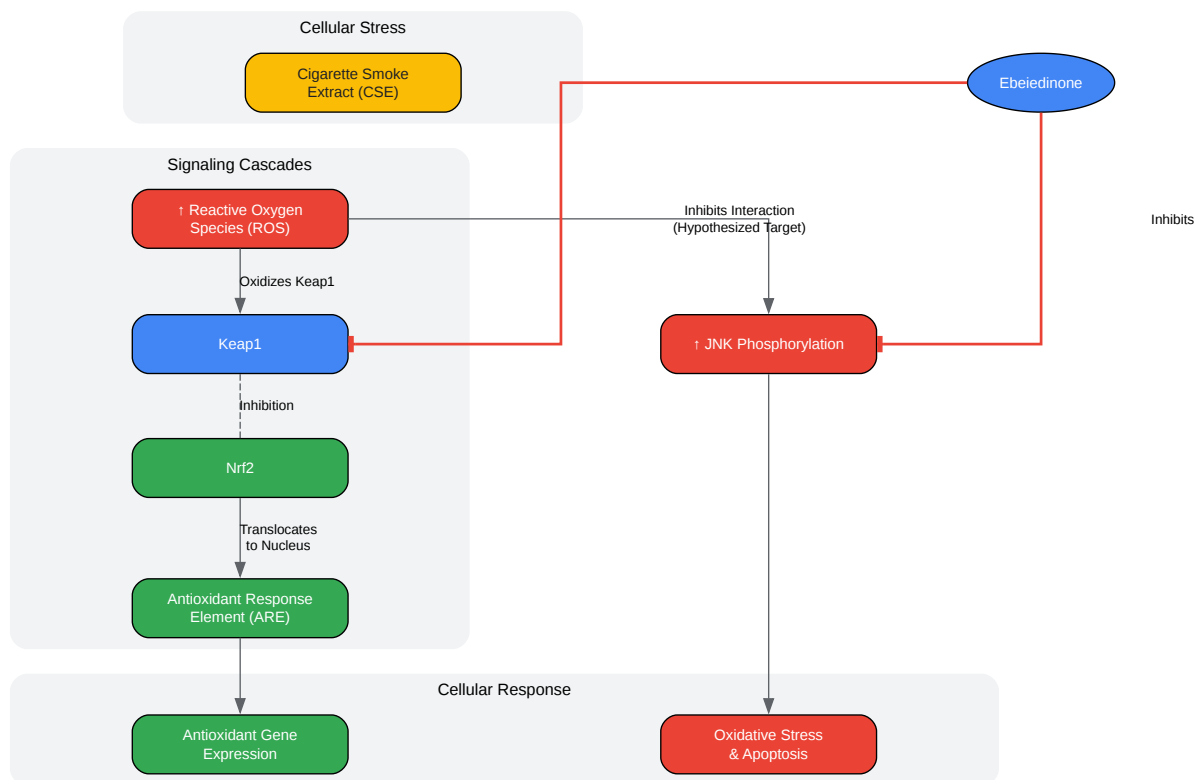 Cellular Stress
Cigarette Smoke
Extract (CSE)
Ebeiedinone
Signaling Cascades
↑ Reactive Oxygen
Species (ROS)
Inhibits Interaction
(Hypothesized Target)
Inhibits
Oxidizes Keap1
Keap1
↑ JNK Phosphorylation
Inhibition
Nrf2
Translocates
to Nucleus
Antioxidant Response
Element (ARE)
Cellular Response
Antioxidant Gene
Expression
Oxidative Stress
& Apoptosis